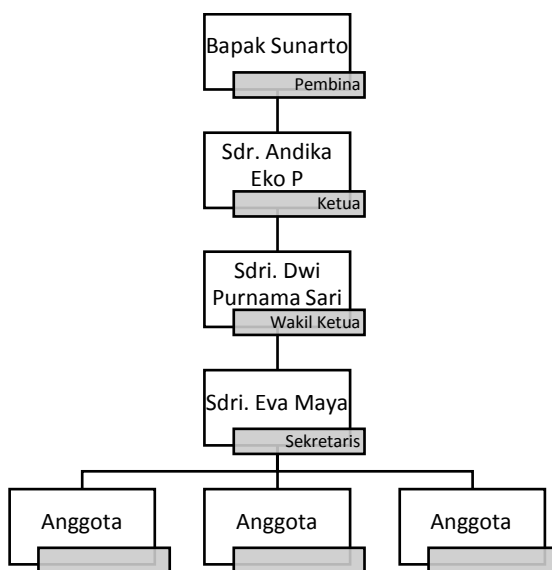 Bapak Sunarto
Pembina
Sdr. Andika
Eko P
Ketua
Sdri. Dwi
Purnama Sari
Wakil Ketua
Sdri. Eva Maya
Sekretaris
Anggota
Anggota
Anggota